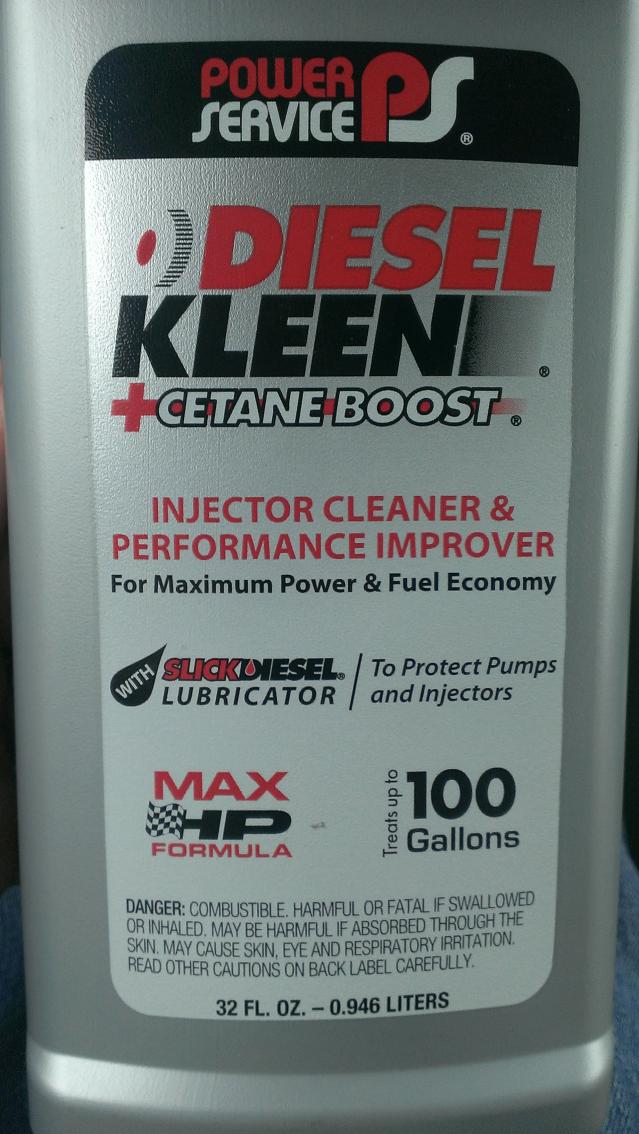 POWER
SERVICE
PS®
DIESEL
KLEEN®
+CETANE BOOST®
INJECTOR CLEANER &
PERFORMANCE IMPROVER
For Maximum Power & Fuel Economy
WITH
SLICKDIESEL®
LUBRICATOR
To Protect Pumps
and Injectors
MAX
HP
FORMULA
Treats up to
100
Gallons
DANGER: COMBUSTIBLE. HARMFUL OR FATAL IF SWALLOWED
OR INHALED. MAY BE HARMFUL IF ABSORBED THROUGH THE
SKIN. MAY CAUSE SKIN, EYE AND RESPIRATORY IRRITATION.
READ OTHER CAUTIONS ON BACK LABEL CAREFULLY.
32 FL. OZ. – 0.946 LITERS